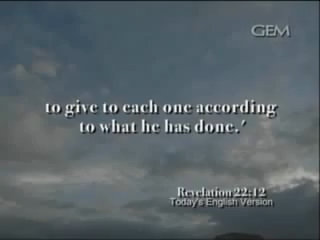 GEM
to give to each one according
to what he has done.'
Revelation 22:12
Today's English Version